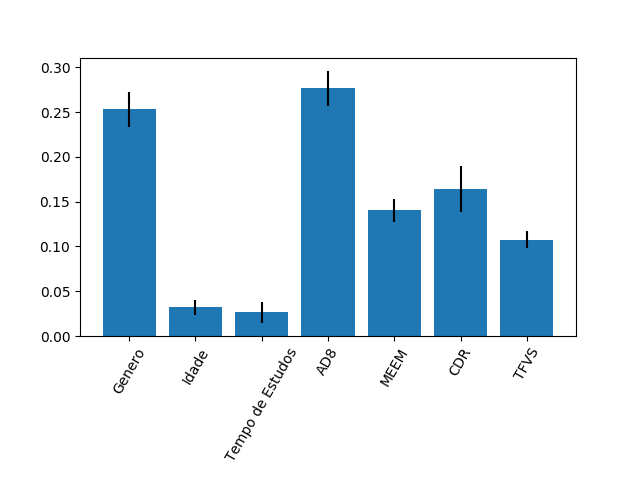 0.30
0.25
0.20
0.15
0.10
0.05
0.00
Genero
Idade
Tempo de Estudos
AD8
MEEM
CDR
TFVS